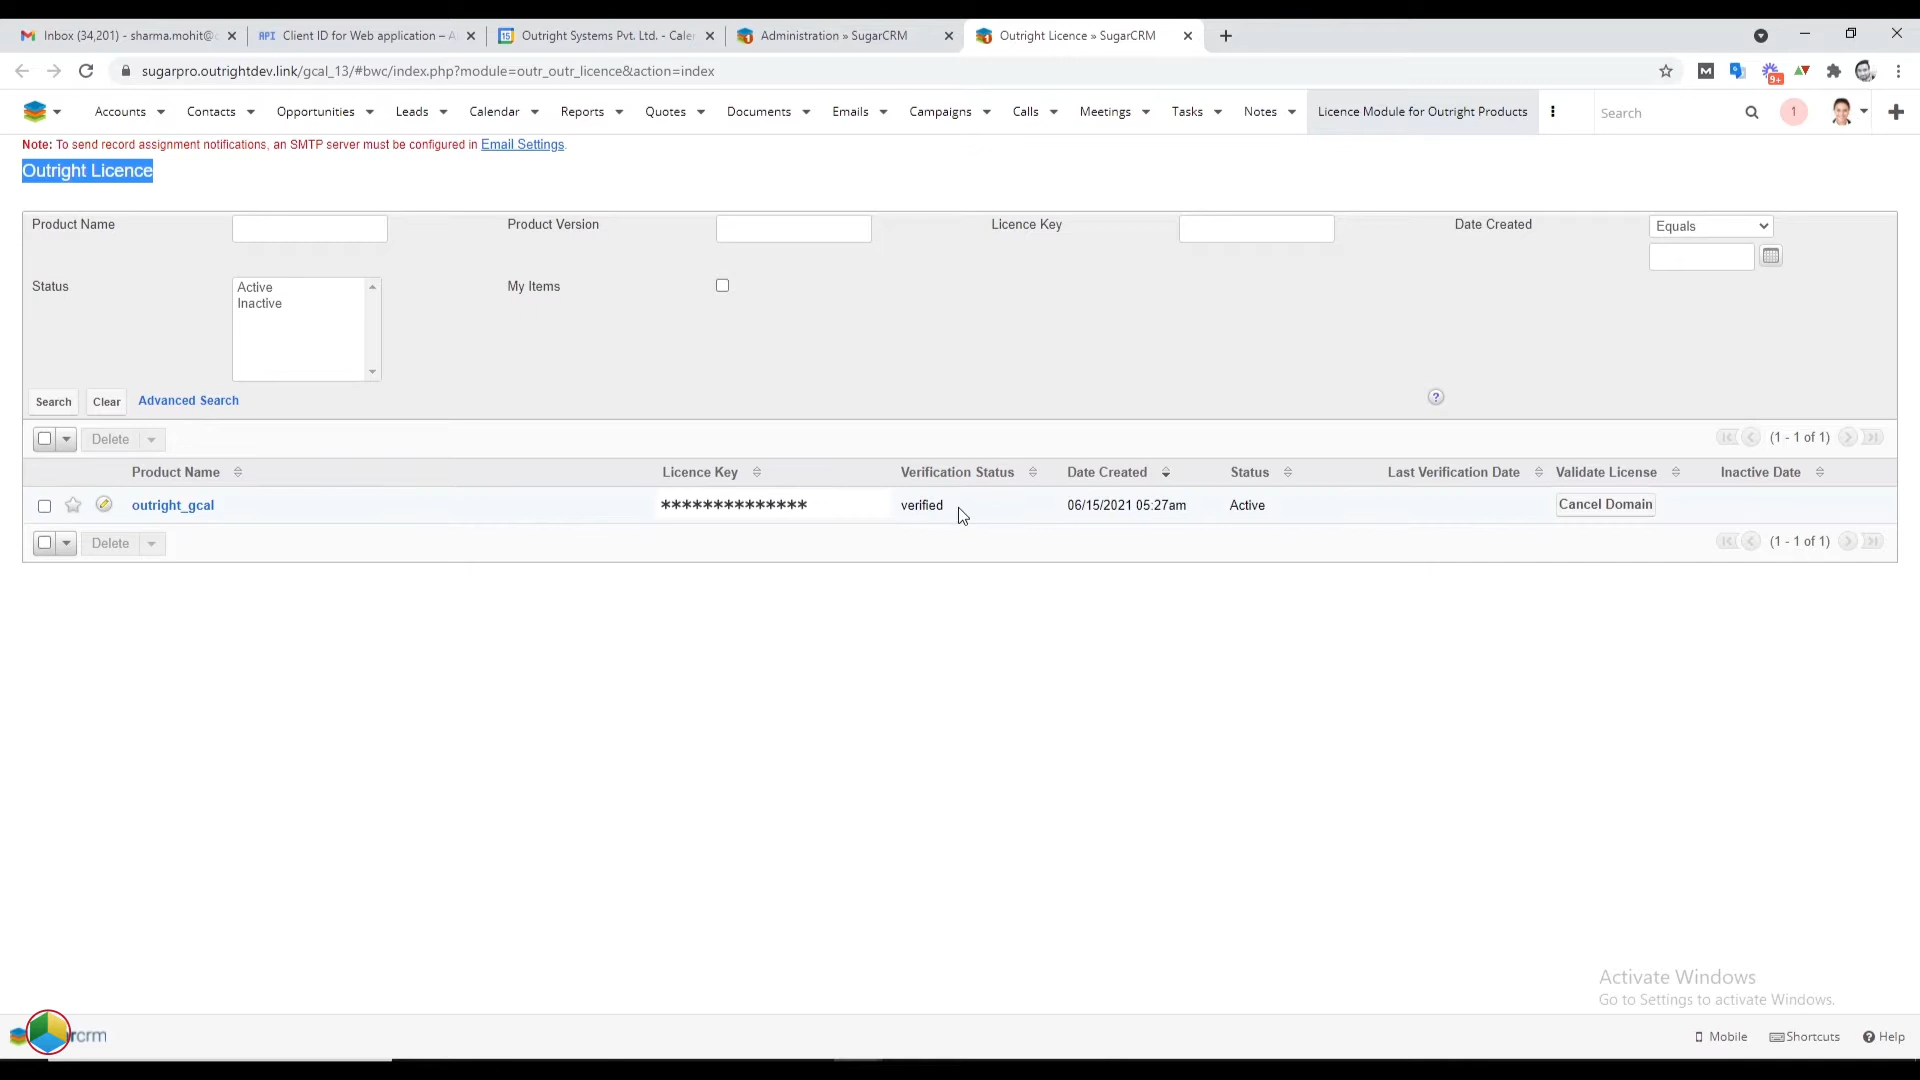 Inbox (34,201) - sharma.mohit@
Client ID for Web application – A
Outright Systems Pvt. Ltd. - Cale
Administration » SugarCRM
Outright Licence » SugarCRM
sugarpro.outrightdev.link/gcal_13/#bwc/index.php?module=outr_outr_licence&action=index
Accounts Contacts Opportunities Leads Calendar Reports Quotes Documents Emails Campaigns Calls Meetings Tasks Notes Licence Module for Outright Products Search 1
Note: To send record assignment notifications, an SMTP server must be configured in Email Settings.
Outright Licence
Product Name Product Version Licence Key Date Created Equals
Status Active My Items
Inactive
Search Clear Advanced Search ?
Delete (1 - 1 of 1)
Product Name Licence Key Verification Status Date Created Status Last Verification Date Validate License Inactive Date
outright_gcal ************** verified 06/15/2021 05:27am Active Cancel Domain
Delete (1 - 1 of 1)
Activate Windows
Go to Settings to activate Windows.
rcrm Mobile Shortcuts Help